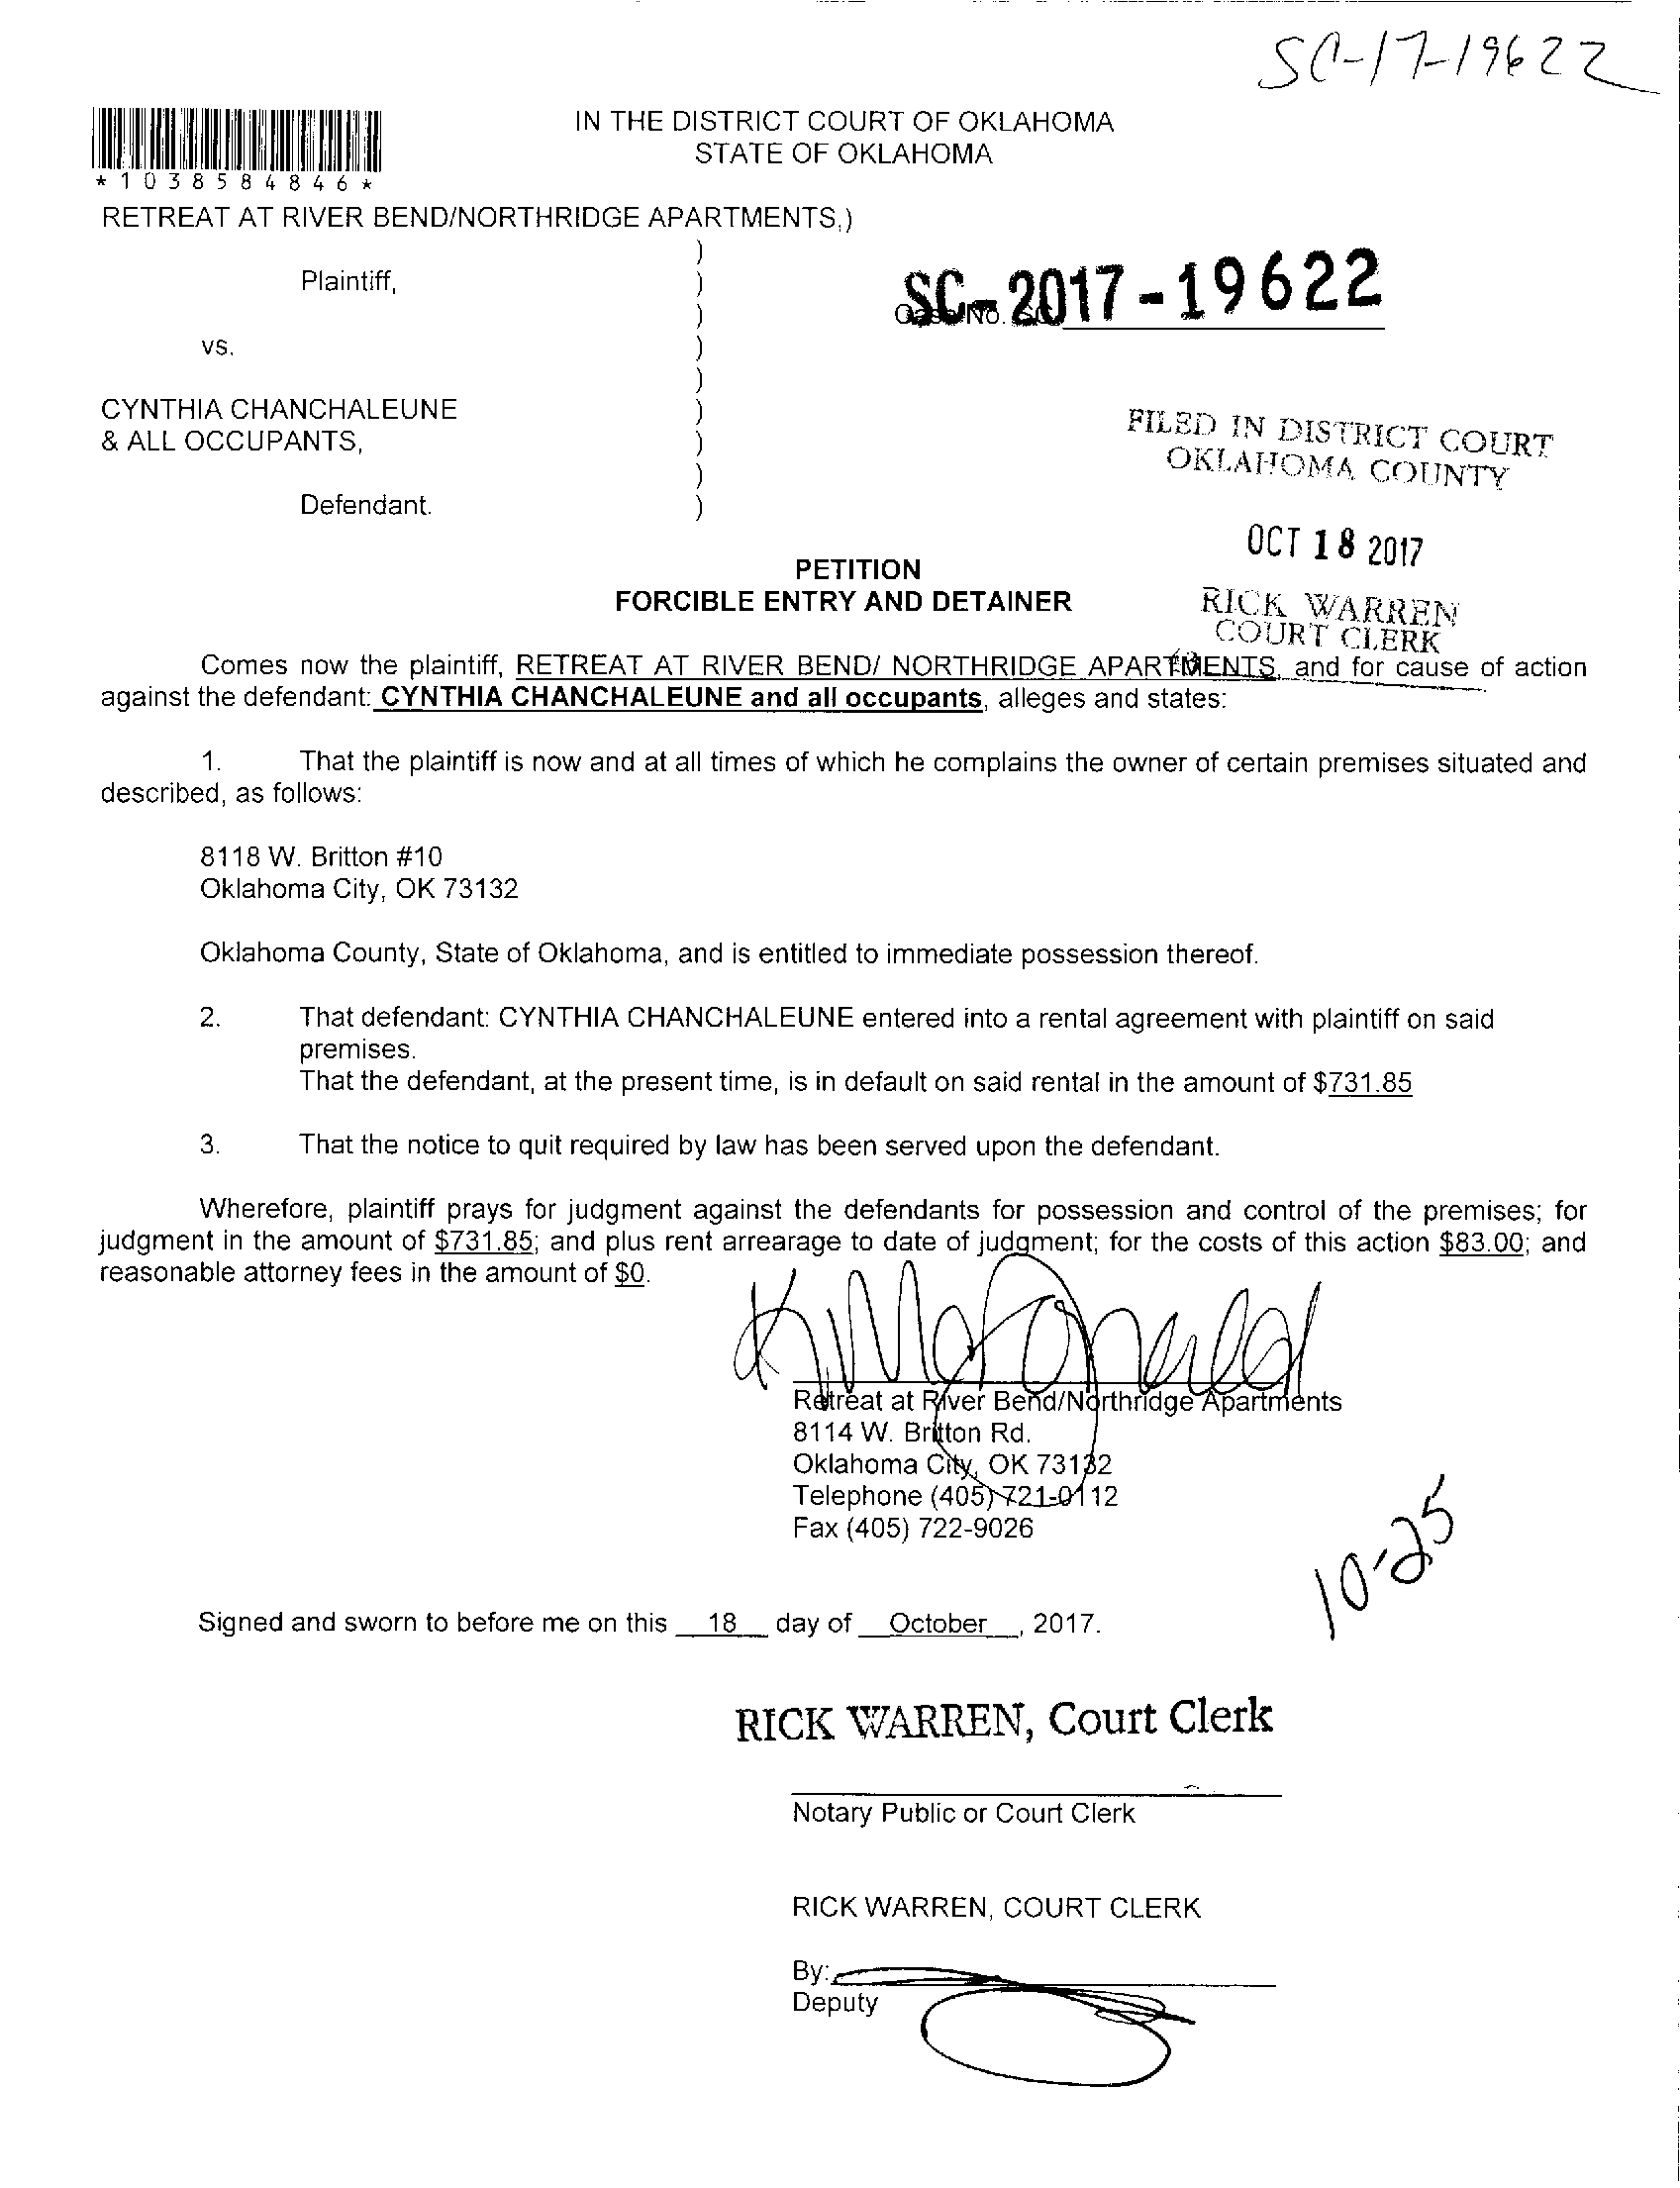 SC-17-19622
IN THE DISTRICT COURT OF OKLAHOMA
STATE OF OKLAHOMA
*1038584846*
RETREAT AT RIVER BEND/NORTHRIDGE APARTMENTS,)
)
Plaintiff, )
) Case No. SC
SC-2017-19622
vs. )
)
CYNTHIA CHANCHALEUNE )
& ALL OCCUPANTS, )
)
Defendant. )
FILED IN DISTRICT COURT
OKLAHOMA COUNTY
OCT 18 2017
RICK WARREN
COURT CLERK
PETITION
FORCIBLE ENTRY AND DETAINER
Comes now the plaintiff, RETREAT AT RIVER BEND/ NORTHRIDGE APARTMENTS, and for cause of action
against the defendant: CYNTHIA CHANCHALEUNE and all occupants, alleges and states:
1. That the plaintiff is now and at all times of which he complains the owner of certain premises situated and
described, as follows:
8118 W. Britton #10
Oklahoma City, OK 73132
Oklahoma County, State of Oklahoma, and is entitled to immediate possession thereof.
2. That defendant: CYNTHIA CHANCHALEUNE entered into a rental agreement with plaintiff on said
premises.
That the defendant, at the present time, is in default on said rental in the amount of $731.85
3. That the notice to quit required by law has been served upon the defendant.
Wherefore, plaintiff prays for judgment against the defendants for possession and control of the premises; for
judgment in the amount of $731.85; and plus rent arrearage to date of judgment; for the costs of this action $83.00; and
reasonable attorney fees in the amount of $0.
Retreat at River Bend/Northridge Apartments
8114 W. Britton Rd.
Oklahoma City, OK 73132
Telephone (405) 721-0112
Fax (405) 722-9026
10-25
Signed and sworn to before me on this 18 day of October, 2017.
RICK WARREN, Court Clerk
Notary Public or Court Clerk
RICK WARREN, COURT CLERK
By:
Deputy